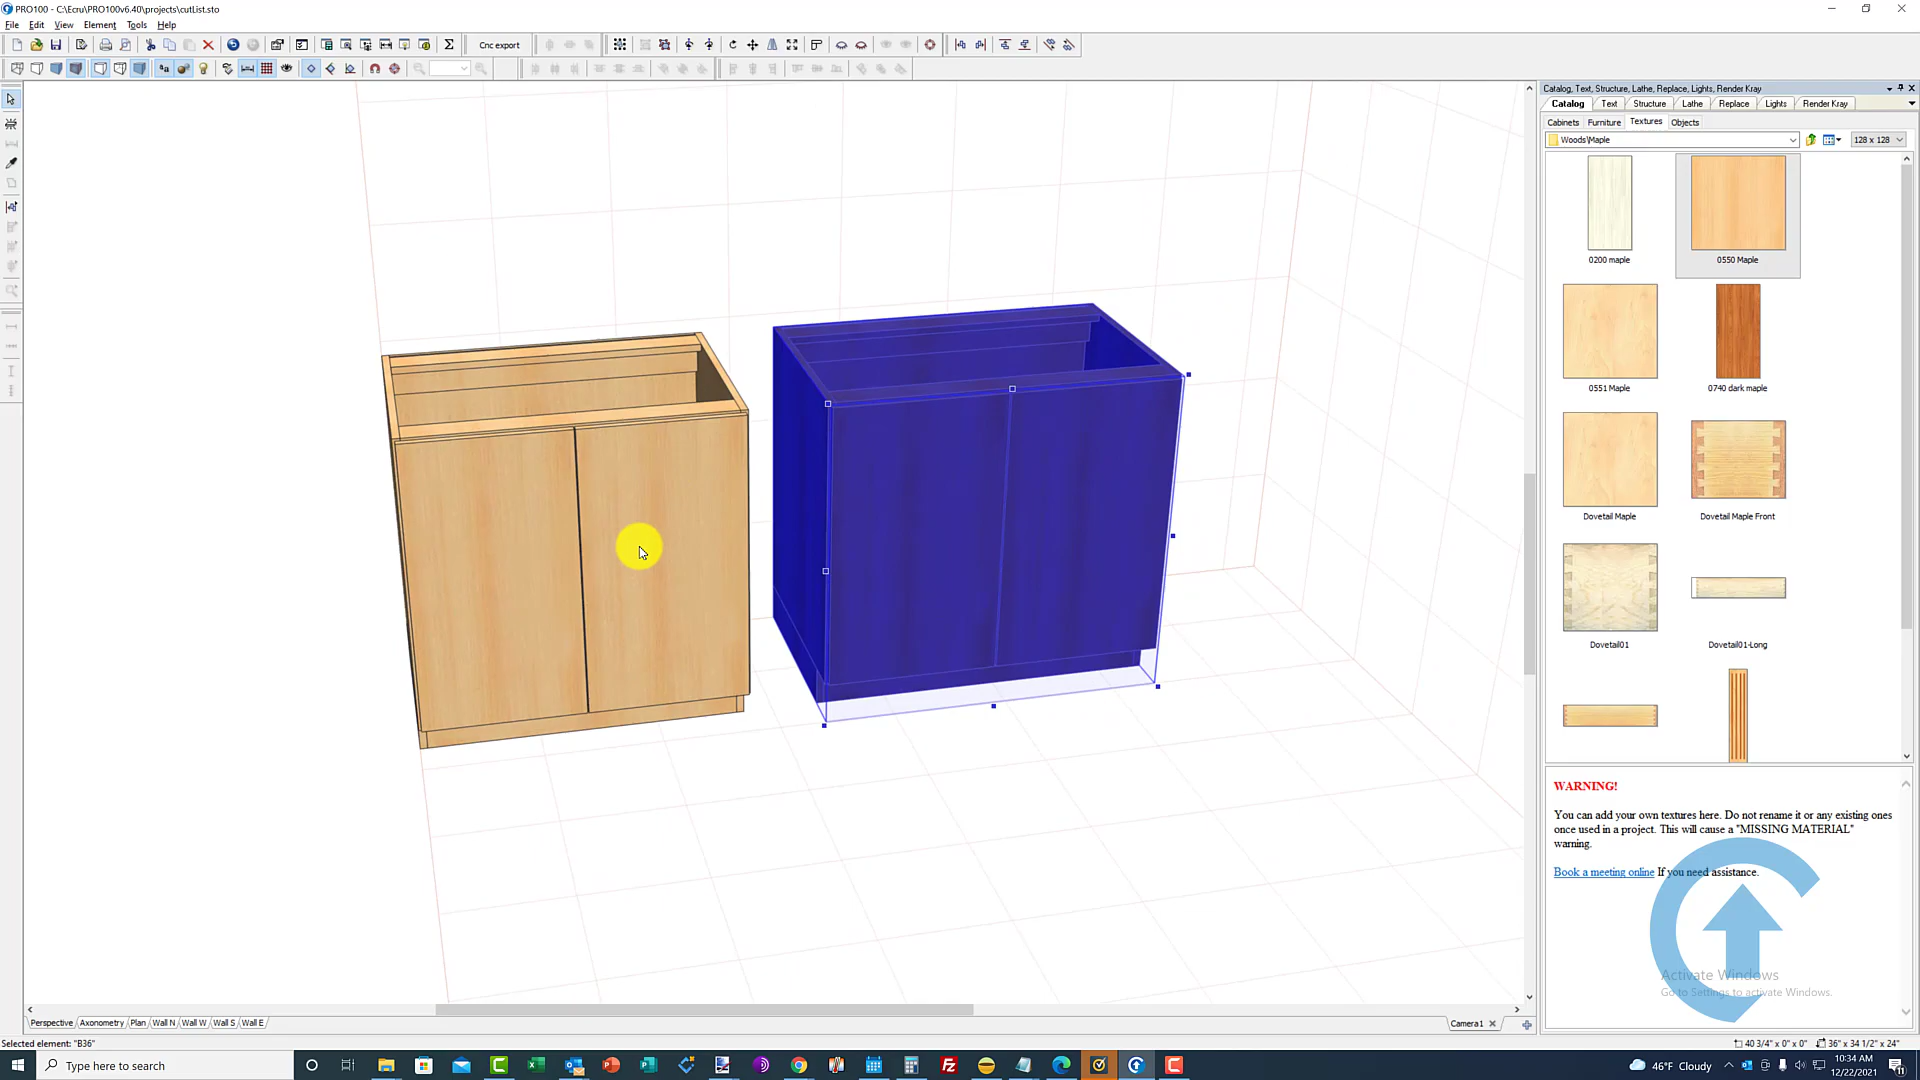 PRO100 - C:\Ecru\PRO100v6.40\projects\cutList.sto
File Edit View Element Tools Help
CNC export
Catalog, Text, Structure, Lathe, Replace, Lights, Render Kray
Catalog Text Structure Lathe Replace Lights Render Kray
Cabinets Furniture Textures Objects
Woods\Maple
128 x 128
0200 maple
0550 Maple
0551 Maple
0740 dark maple
Dovetail Maple
Dovetail Maple Front
Dovetail01
Dovetail01-Long
WARNING!
You can add your own textures here. Do not rename it or any existing ones
once used in a project. This will cause a "MISSING MATERIAL"
warning.
Book a meeting online If you need assistance.
Activate Windows
Go to Settings to activate Windows.
Perspective Axonometry Plan Wall N Wall W Wall S Wall E
Camera1
Selected element: "B36"
40 3/4" x 0" x 0"
36" x 34 1/2" x 24"
Type here to search
46°F Cloudy
10:34 AM
12/22/2021